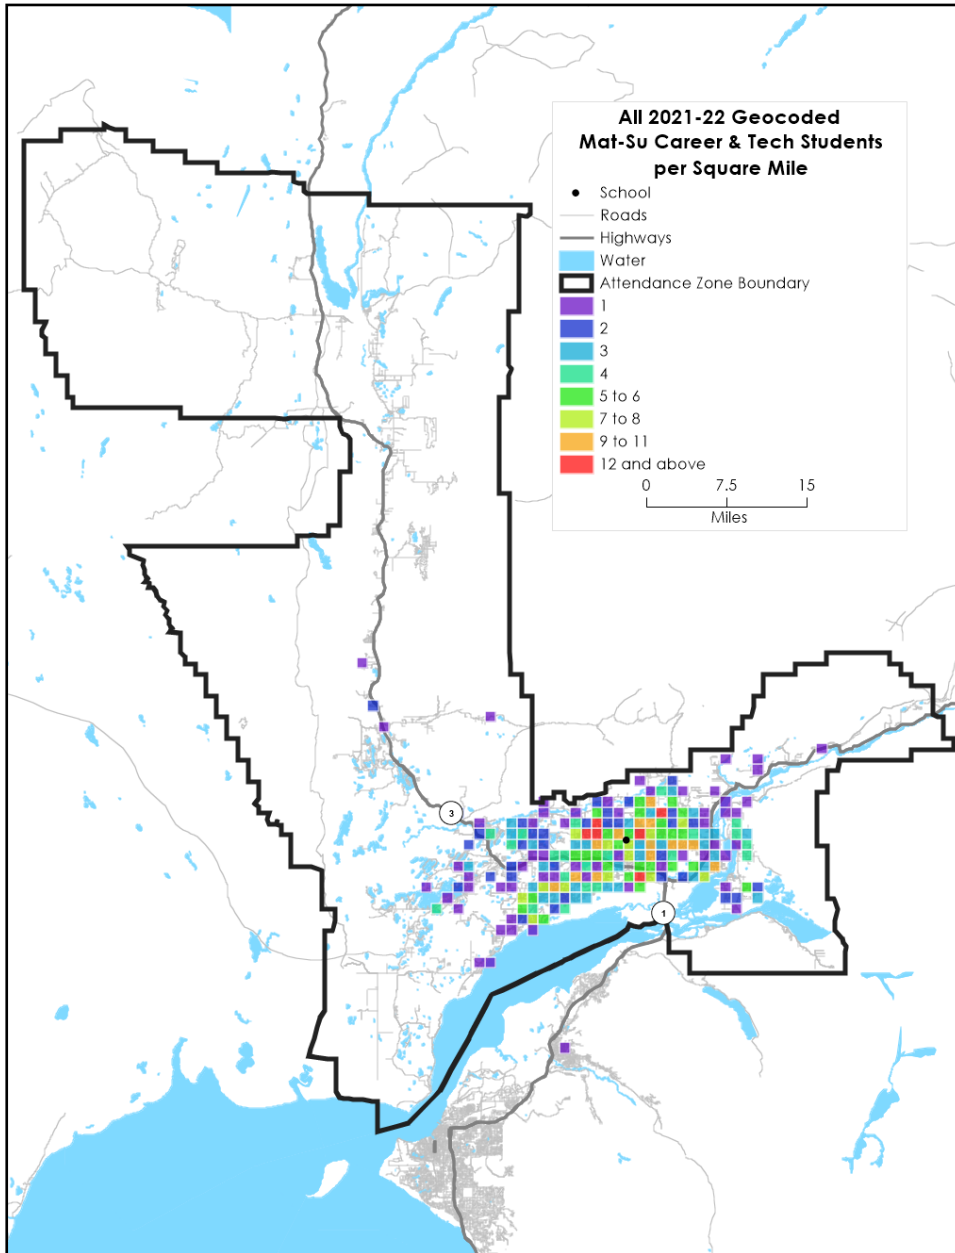 All 2021-22 Geocoded
Mat-Su Career & Tech Students
per Square Mile
School
Roads
Highways
Water
Attendance Zone Boundary
1
2
3
4
5 to 6
7 to 8
9 to 11
12 and above
0 7.5 15
Miles
3
1